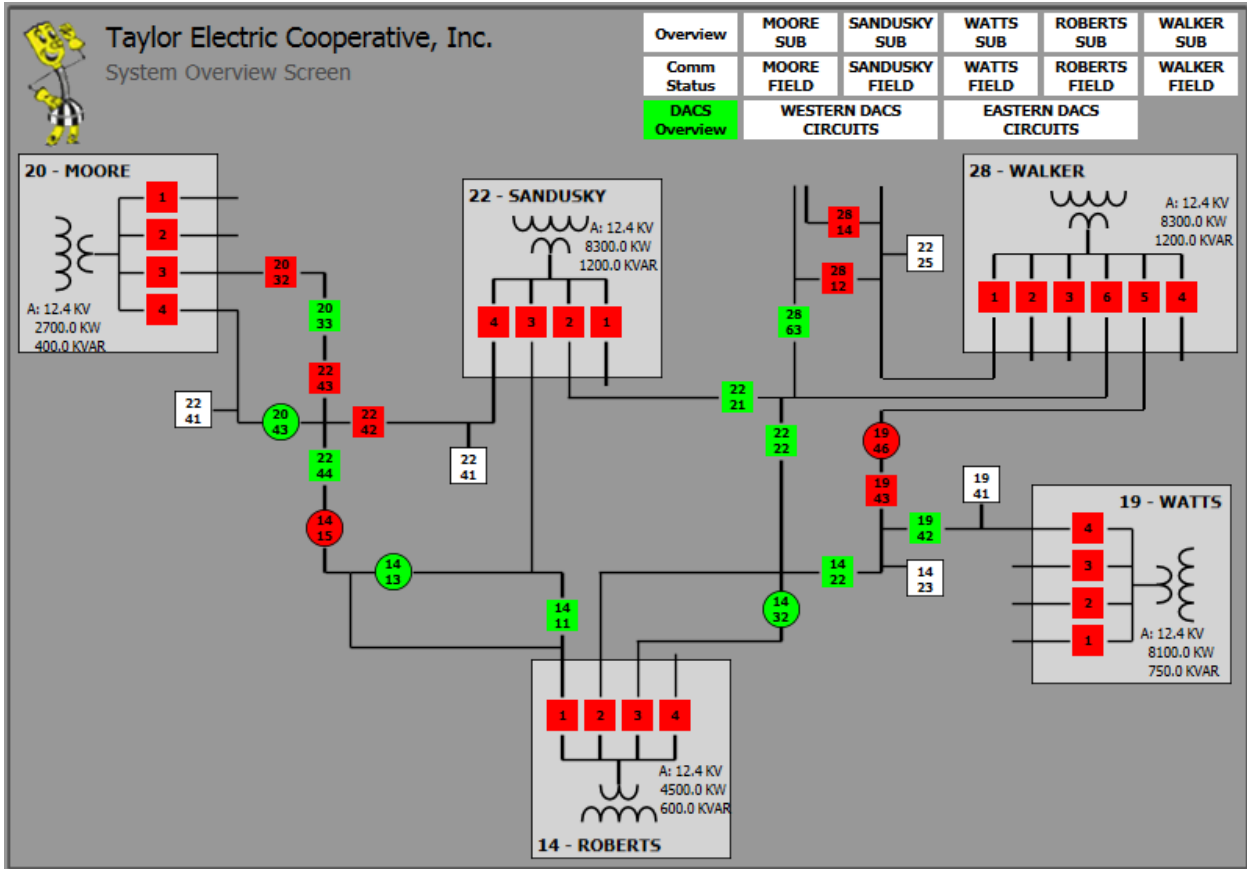 Taylor Electric Cooperative, Inc.
System Overview Screen
Overview
MOORE
SUB
SANDUSKY
SUB
WATTS
SUB
ROBERTS
SUB
WALKER
SUB
Comm
Status
MOORE
FIELD
SANDUSKY
FIELD
WATTS
FIELD
ROBERTS
FIELD
WALKER
FIELD
DACS
Overview
WESTERN DACS
CIRCUITS
EASTERN DACS
CIRCUITS
20 - MOORE
1
2
3
4
A: 12.4 KV
2700.0 KW
400.0 KVAR
20
32
20
33
22
43
22
41
20
43
22
42
22
44
14
15
14
13
22 - SANDUSKY
A: 12.4 KV
8300.0 KW
1200.0 KVAR
4
3
2
1
22
41
14
11
28
14
28
12
22
25
28
63
22
21
22
22
28 - WALKER
A: 12.4 KV
8300.0 KW
1200.0 KVAR
1
2
3
6
5
4
19
46
19
43
19
41
19
42
14
22
14
23
14
32
19 - WATTS
4
3
2
1
A: 12.4 KV
8100.0 KW
750.0 KVAR
1
2
3
4
A: 12.4 KV
4500.0 KW
600.0 KVAR
14 - ROBERTS